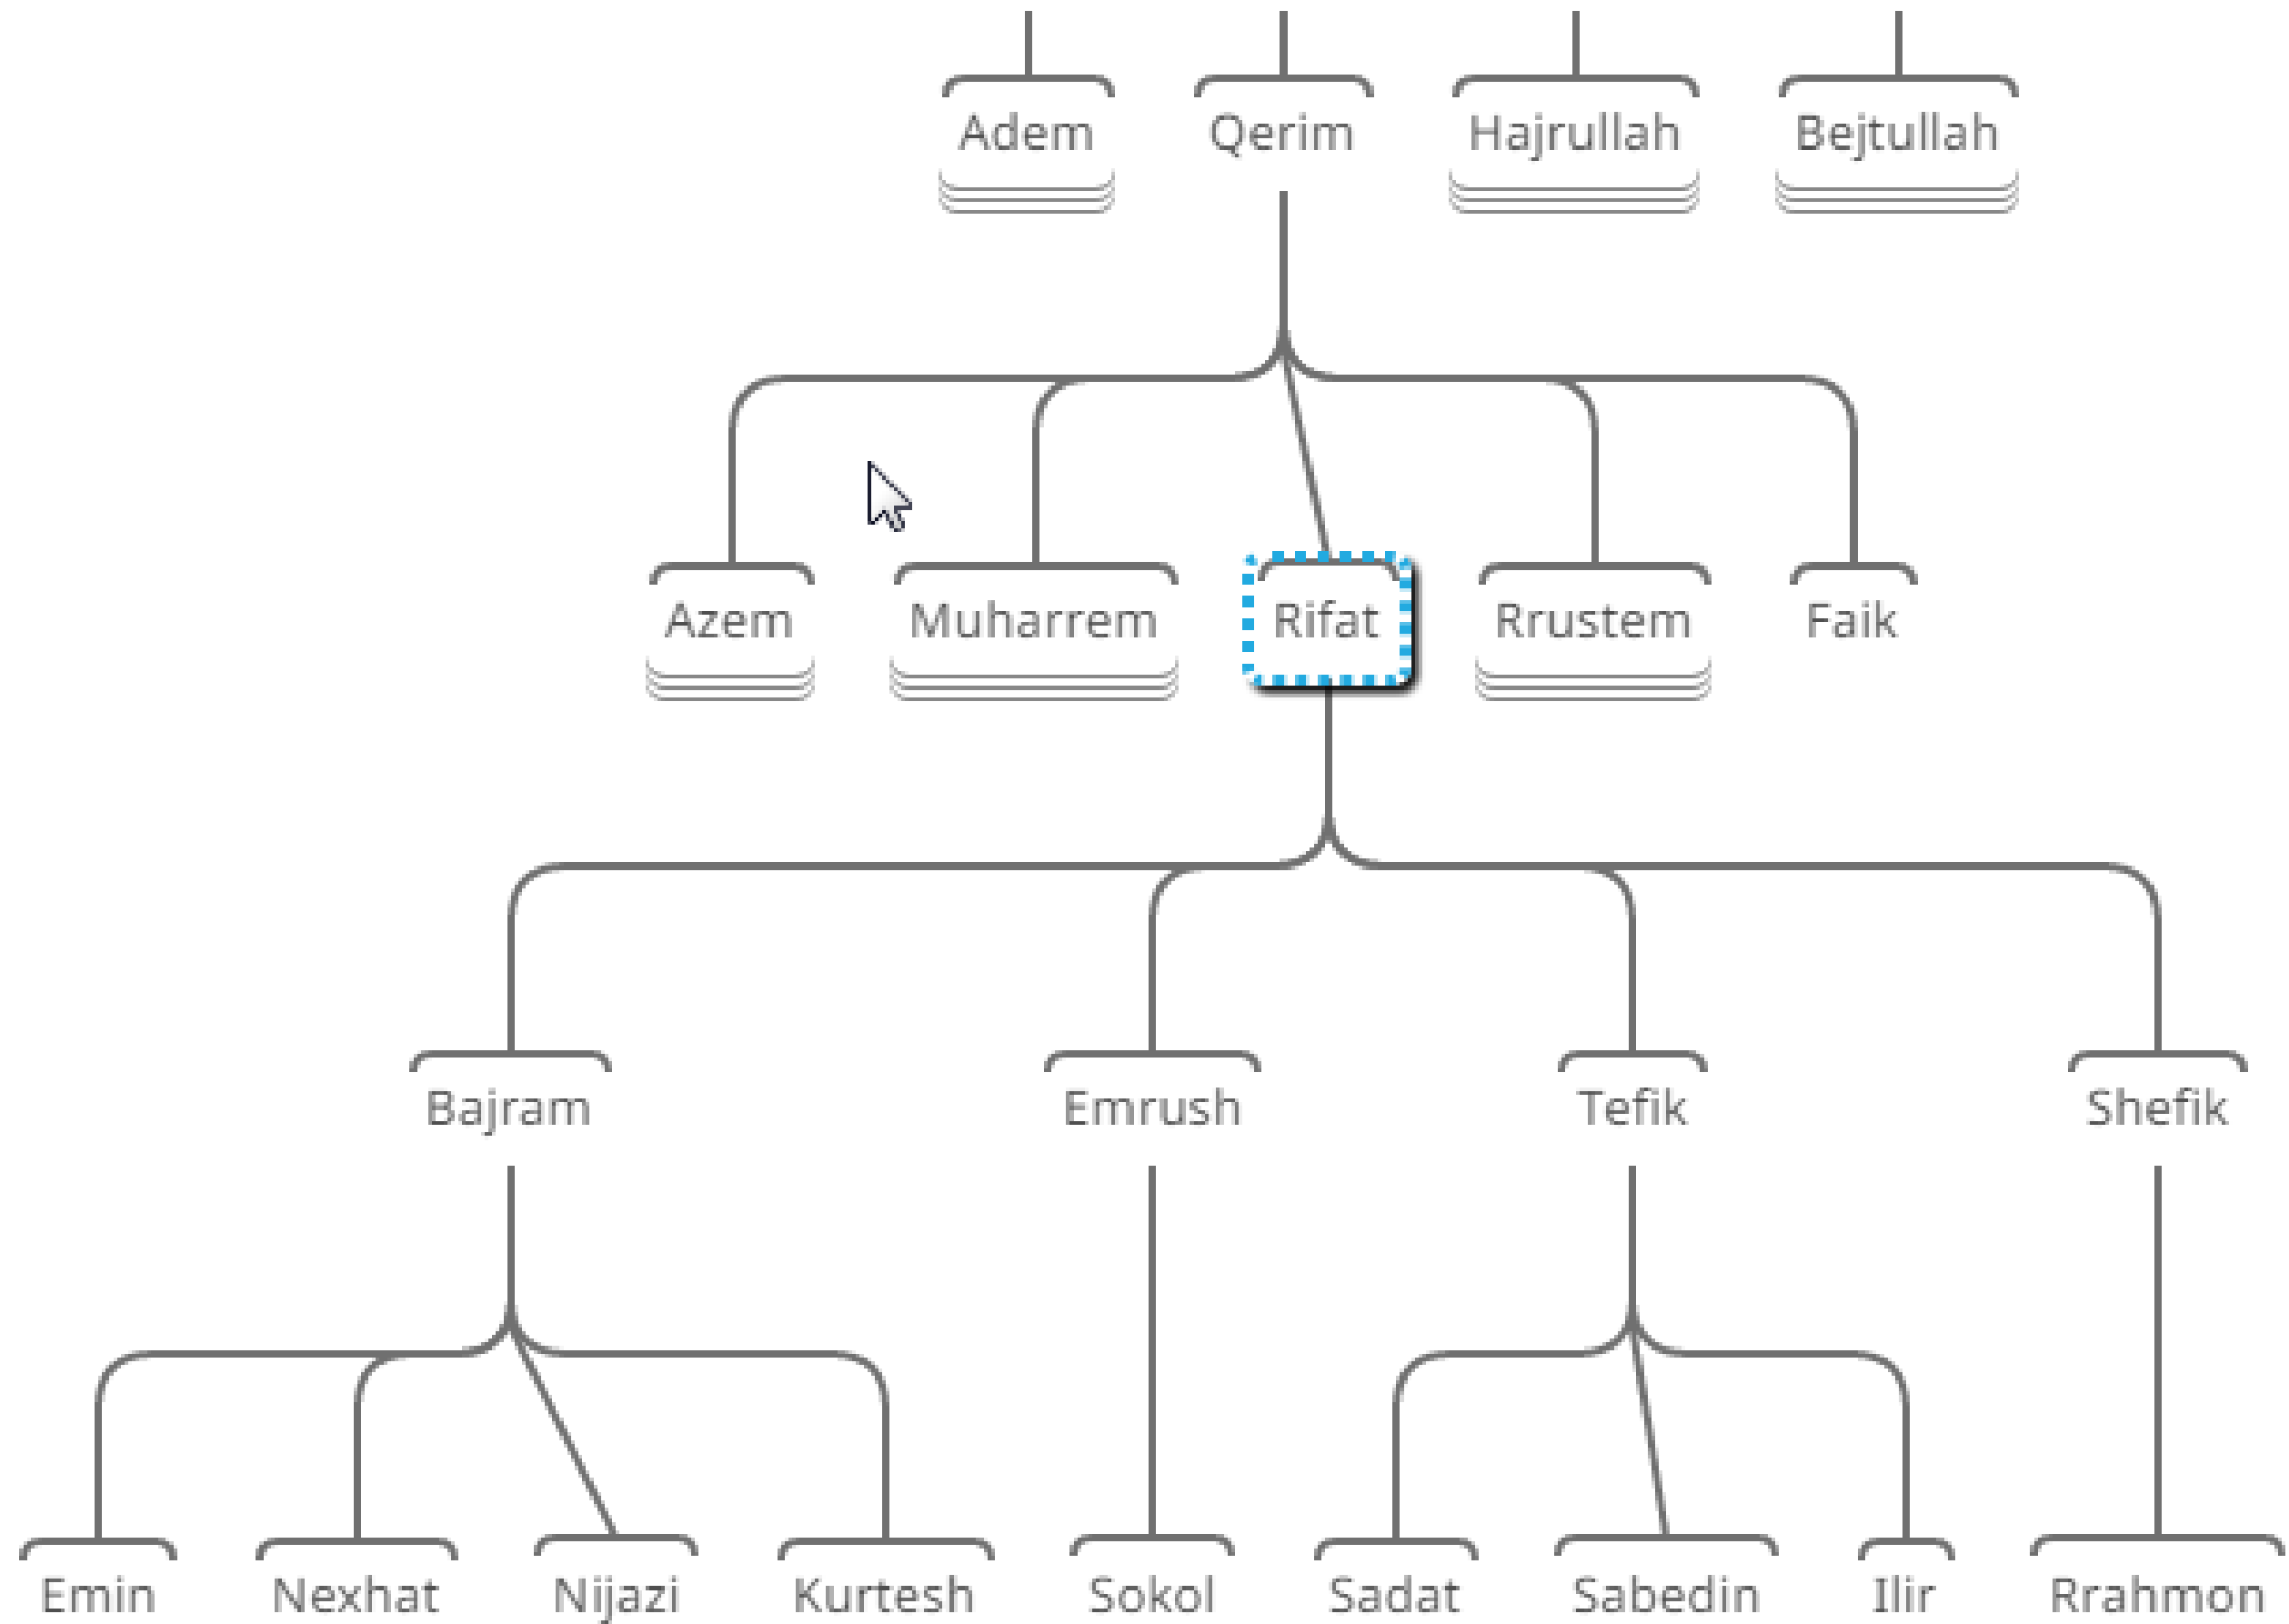 Adem Qerim Hajrullah Bejtullah
Azem Muharrem Rifat Rrustem Faik
Bajram Emrush Tefik Shefik
Emin Nexhat Nijazi Kurtesh Sokol Sadat Sabedin Ilir Rrahmon